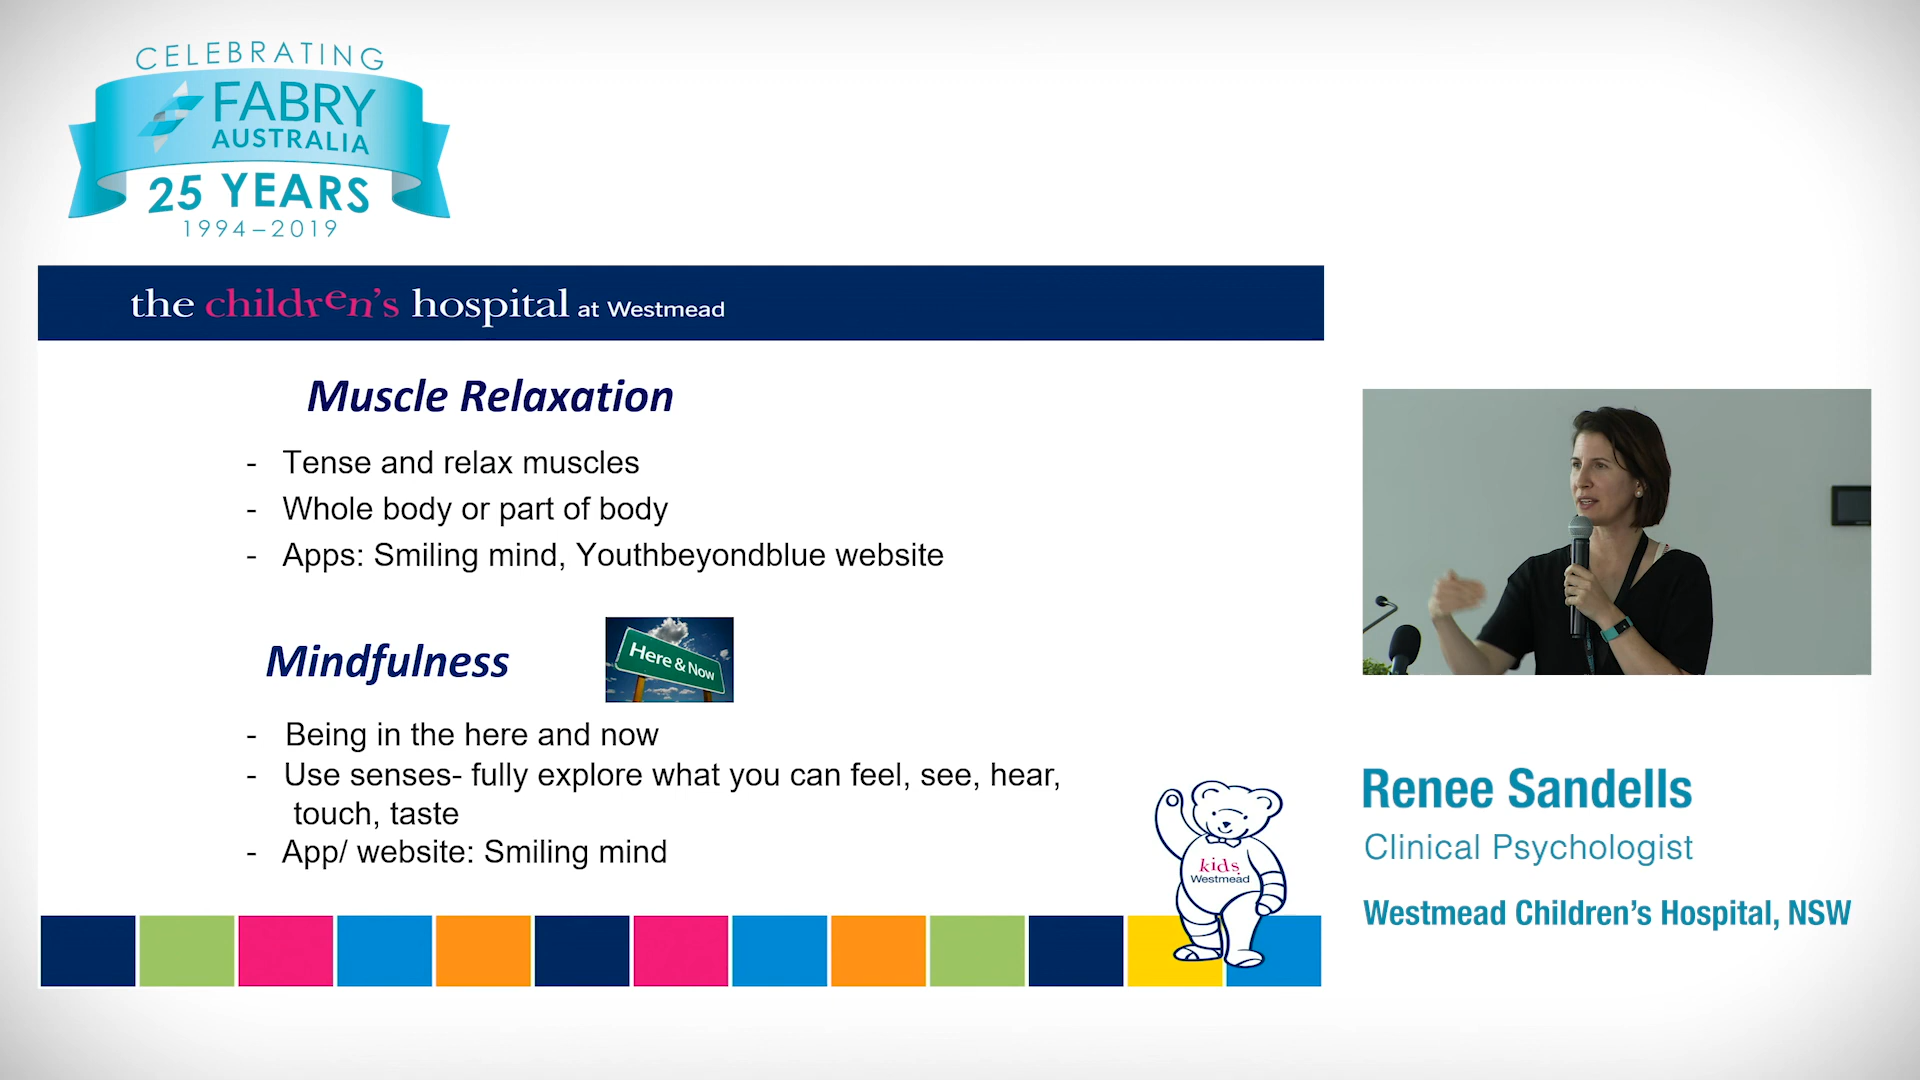 CELEBRATING
FABRY
AUSTRALIA
25 YEARS
1994–2019
the children's hospital at Westmead
Muscle Relaxation
- Tense and relax muscles
- Whole body or part of body
- Apps: Smiling mind, Youthbeyondblue website
Mindfulness
Here & Now
- Being in the here and now
- Use senses- fully explore what you can feel, see, hear,
touch, taste
- App/ website: Smiling mind
kids
Westmead
Renee Sandells
Clinical Psychologist
Westmead Children's Hospital, NSW